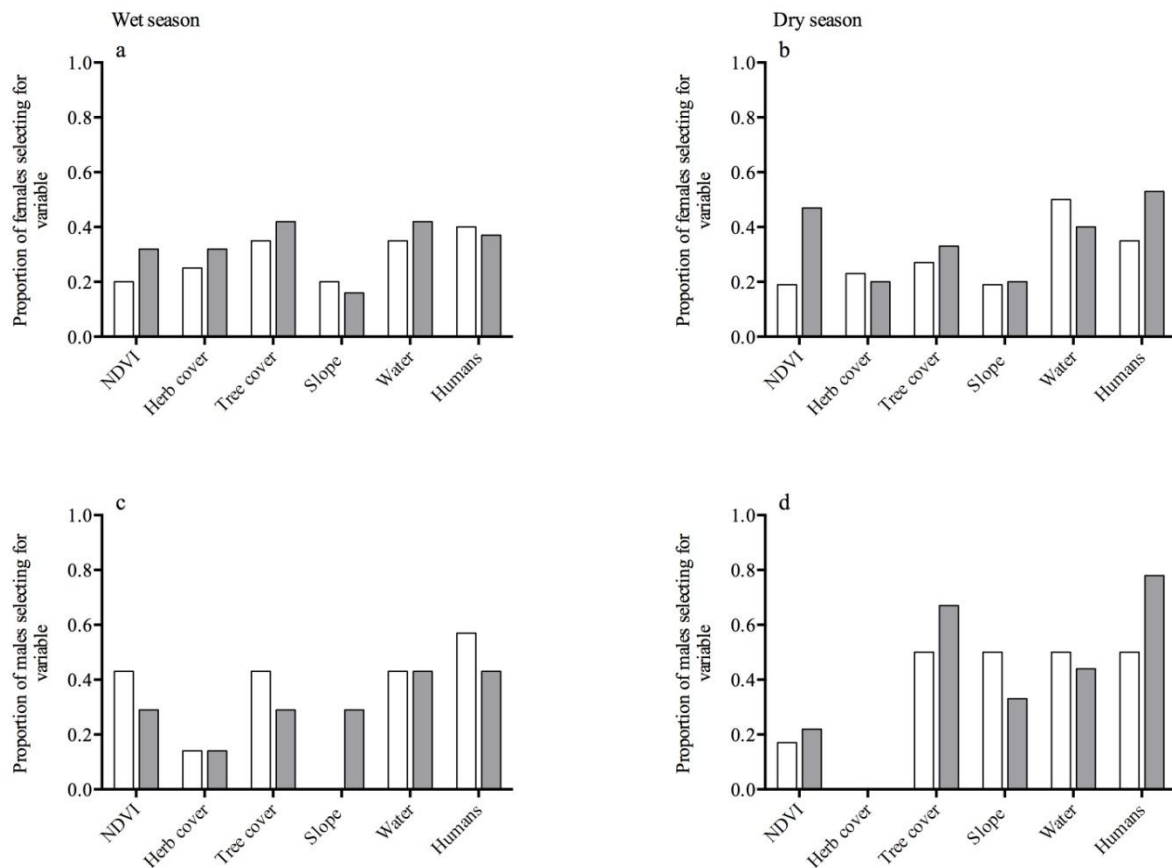 Wet season
a
Proportion of females selecting for
variable
1.0
0.8
0.6
0.4
0.2
0.0
NDVI
Herb cover
Tree cover
Slope
Water
Humans
Dry season
b
Proportion of females selecting for
variable
1.0
0.8
0.6
0.4
0.2
0.0
NDVI
Herb cover
Tree cover
Slope
Water
Humans
c
Proportion of males selecting for
variable
1.0
0.8
0.6
0.4
0.2
0.0
NDVI
Herb cover
Tree cover
Slope
Water
Humans
d
Proportion of males selecting for
variable
1.0
0.8
0.6
0.4
0.2
0.0
NDVI
Herb cover
Tree cover
Slope
Water
Humans